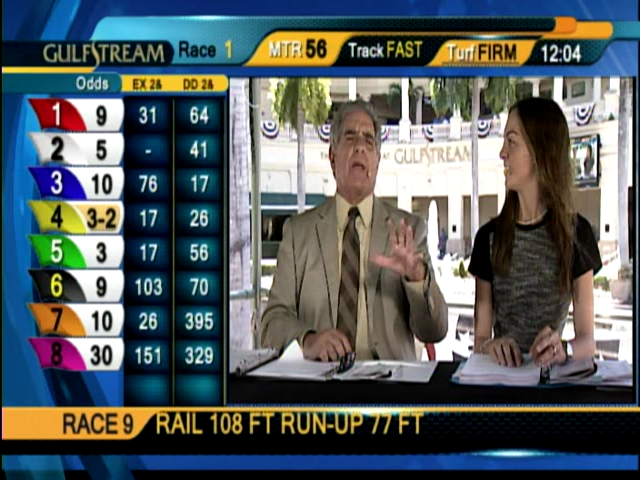 GULFSTREAM Race 1 MTR 56 Track FAST Turf FIRM 12:04
Odds EX 2& DD 2&
1 9 31 64
2 5 - 41
3 10 76 17
4 3-2 17 26
5 3 17 56
6 9 103 70
7 10 26 395
8 30 151 329
GULFSTREAM
RACE 9 RAIL 108 FT RUN-UP 77 FT